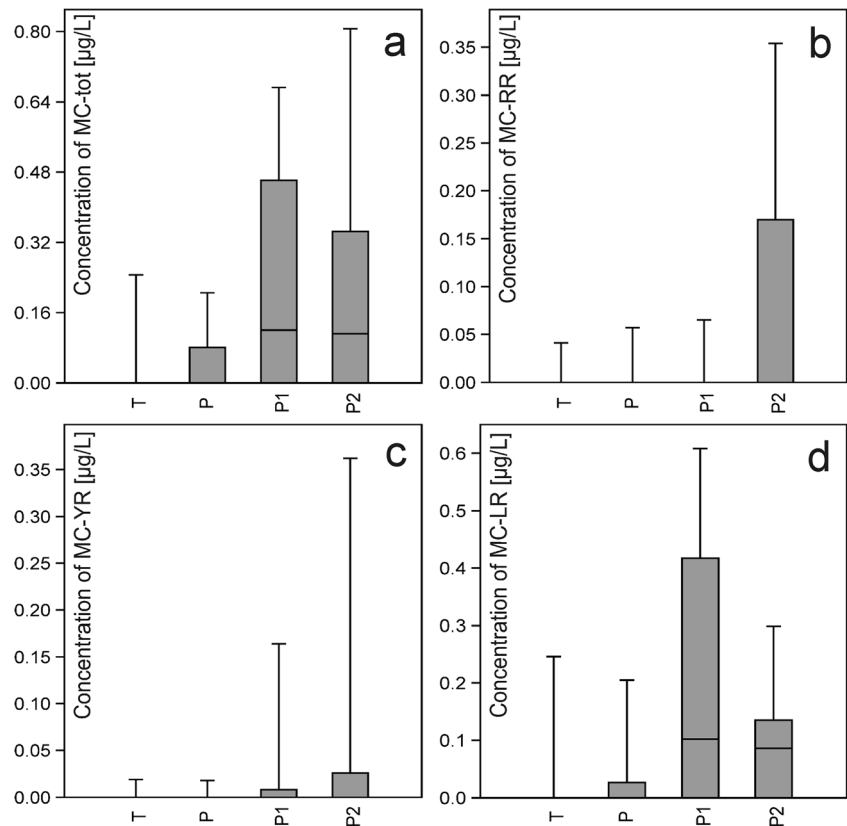 a
Concentration of MC-tot [µg/L]
0.80
0.64
0.48
0.32
0.16
0.00
T P P1 P2
b
Concentration of MC-RR [µg/L]
0.35
0.30
0.25
0.20
0.15
0.10
0.05
0.00
T P P1 P2
c
Concentration of MC-YR [µg/L]
0.35
0.30
0.25
0.20
0.15
0.10
0.05
0.00
T P P1 P2
d
Concentration of MC-LR [µg/L]
0.6
0.5
0.4
0.3
0.2
0.1
0.0
T P P1 P2